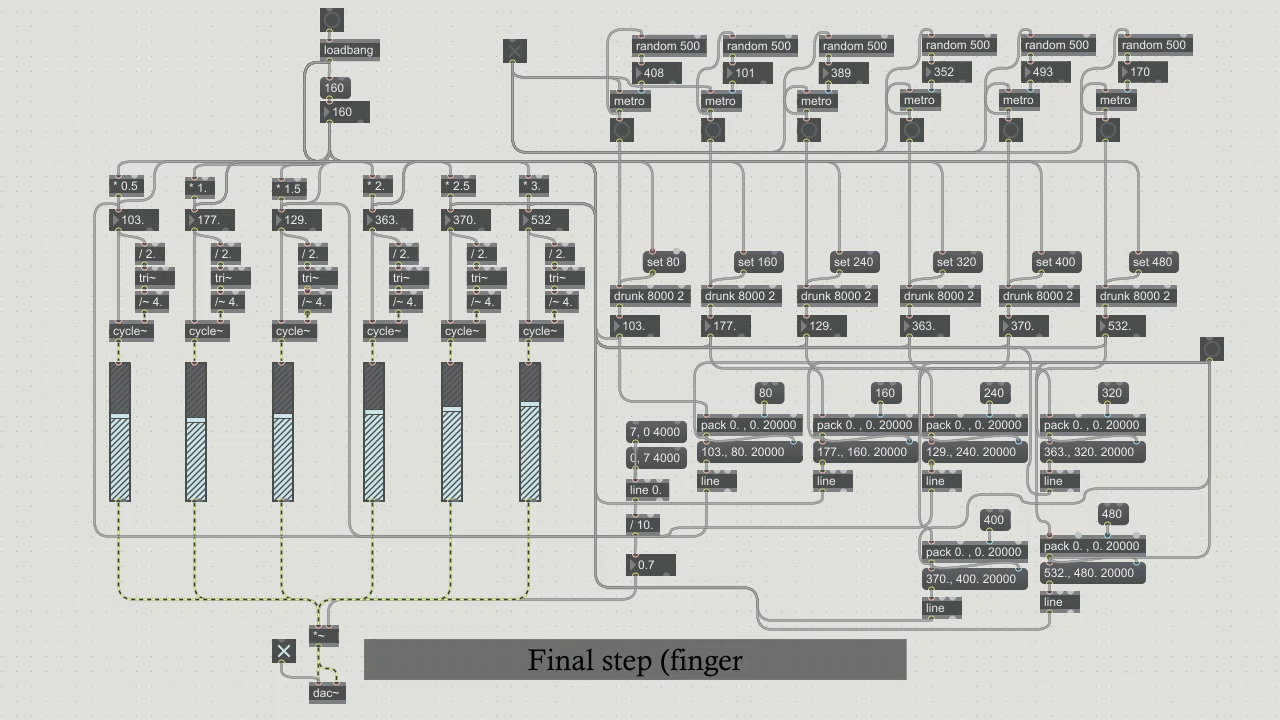 loadbang
160
160
random 500 random 500 random 500 random 500 random 500 random 500
408 101 389 352 493 170
metro metro metro metro metro metro
* 0.5 * 1. * 1.5 * 2. * 2.5 * 3.
103. 177. 129. 363. 370. 532
/ 2. / 2. / 2. / 2. / 2. / 2.
tri~ tri~ tri~ tri~ tri~ tri~
/~ 4. /~ 4. /~ 4. /~ 4. /~ 4. /~ 4.
cycle~ cycle~ cycle~ cycle~ cycle~ cycle~
set 80 set 160 set 240 set 320 set 400 set 480
drunk 8000 2 drunk 8000 2 drunk 8000 2 drunk 8000 2 drunk 8000 2 drunk 8000 2
103. 177. 129. 363. 370. 532.
80 160 240 320
pack 0. , 0. 20000 pack 0. , 0. 20000 pack 0. , 0. 20000 pack 0. , 0. 20000
103., 80. 20000 177., 160. 20000 129., 240. 20000 363., 320. 20000
line line line line
7, 0 4000
0, 7 4000
line 0.
/ 10.
0.7
400 480
pack 0. , 0. 20000 pack 0. , 0. 20000
370., 400. 20000 532., 480. 20000
line line
*~
dac~
Final step (finger